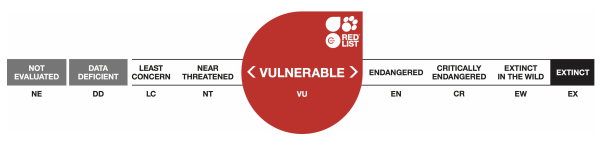 RED
LIST
NOT
EVALUATED
DATA
DEFICIENT
LEAST
CONCERN
NEAR
THREATENED
< VULNERABLE >
ENDANGERED
CRITICALLY
ENDANGERED
EXTINCT
IN THE WILD
EXTINCT
NE
DD
LC
NT
VU
EN
CR
EW
EX